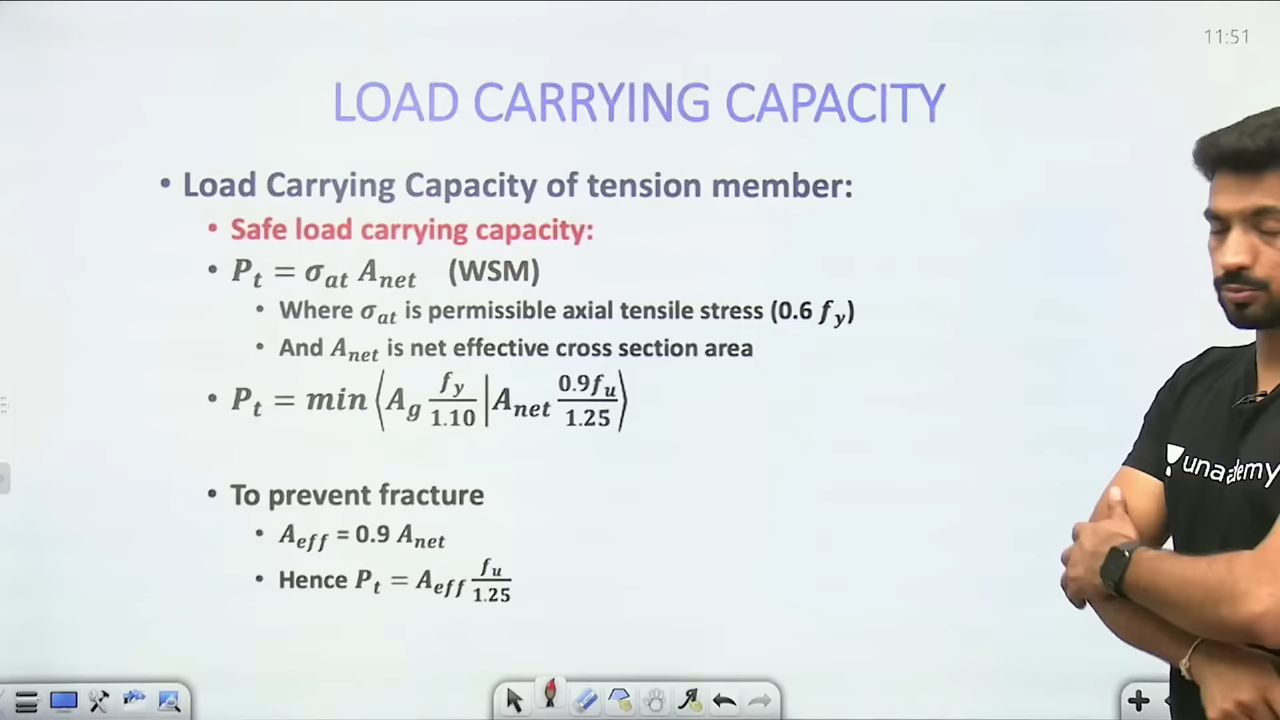 11:51
LOAD CARRYING CAPACITY
• Load Carrying Capacity of tension member:
• Safe load carrying capacity:
• P_t = σ_at A_net (WSM)
• Where σ_at is permissible axial tensile stress (0.6 f_y)
• And A_net is net effective cross section area
• P_t = min ⟨A_g f_y/1.10 | A_net 0.9f_u/1.25⟩
• To prevent fracture
• A_eff = 0.9 A_net
• Hence P_t = A_eff f_u/1.25
unacademy